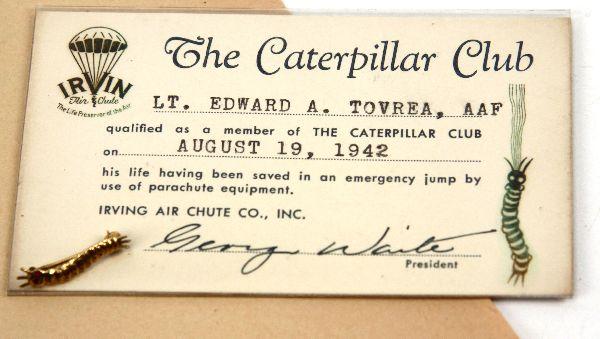 The Caterpillar Club
IRVIN
Air Chute
The Life Preserver of the Air
LT. EDWARD A. TOVREA, AAF
qualified as a member of THE CATERPILLAR CLUB
on AUGUST 19, 1942
his life having been saved in an emergency jump by
use of parachute equipment.
IRVING AIR CHUTE CO., INC.
George Waite
President